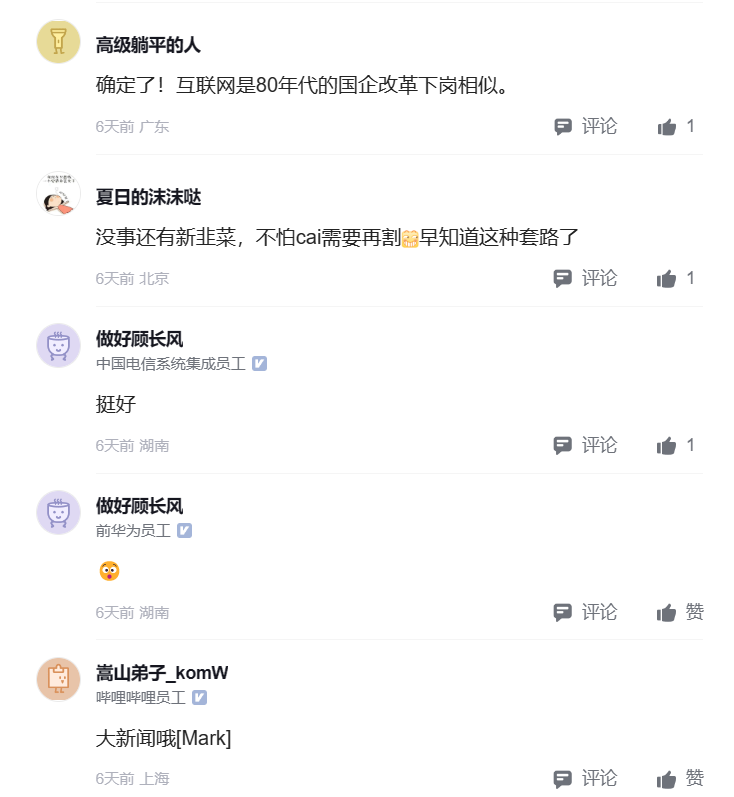 高级躺平的人
确定了！互联网是80年代的国企改革下岗相似。
6天前 广东 评论 1
夏日的沫沫哒
没事还有新韭菜，不怕cai需要再割早知道这种套路了
6天前 北京 评论 1
做好顾长风
中国电信系统集成员工
挺好
6天前 湖南 评论 1
做好顾长风
前华为员工
6天前 湖南 评论 赞
嵩山弟子_komW
哔哩哔哩员工
大新闻哦[Mark]
6天前 上海 评论 赞